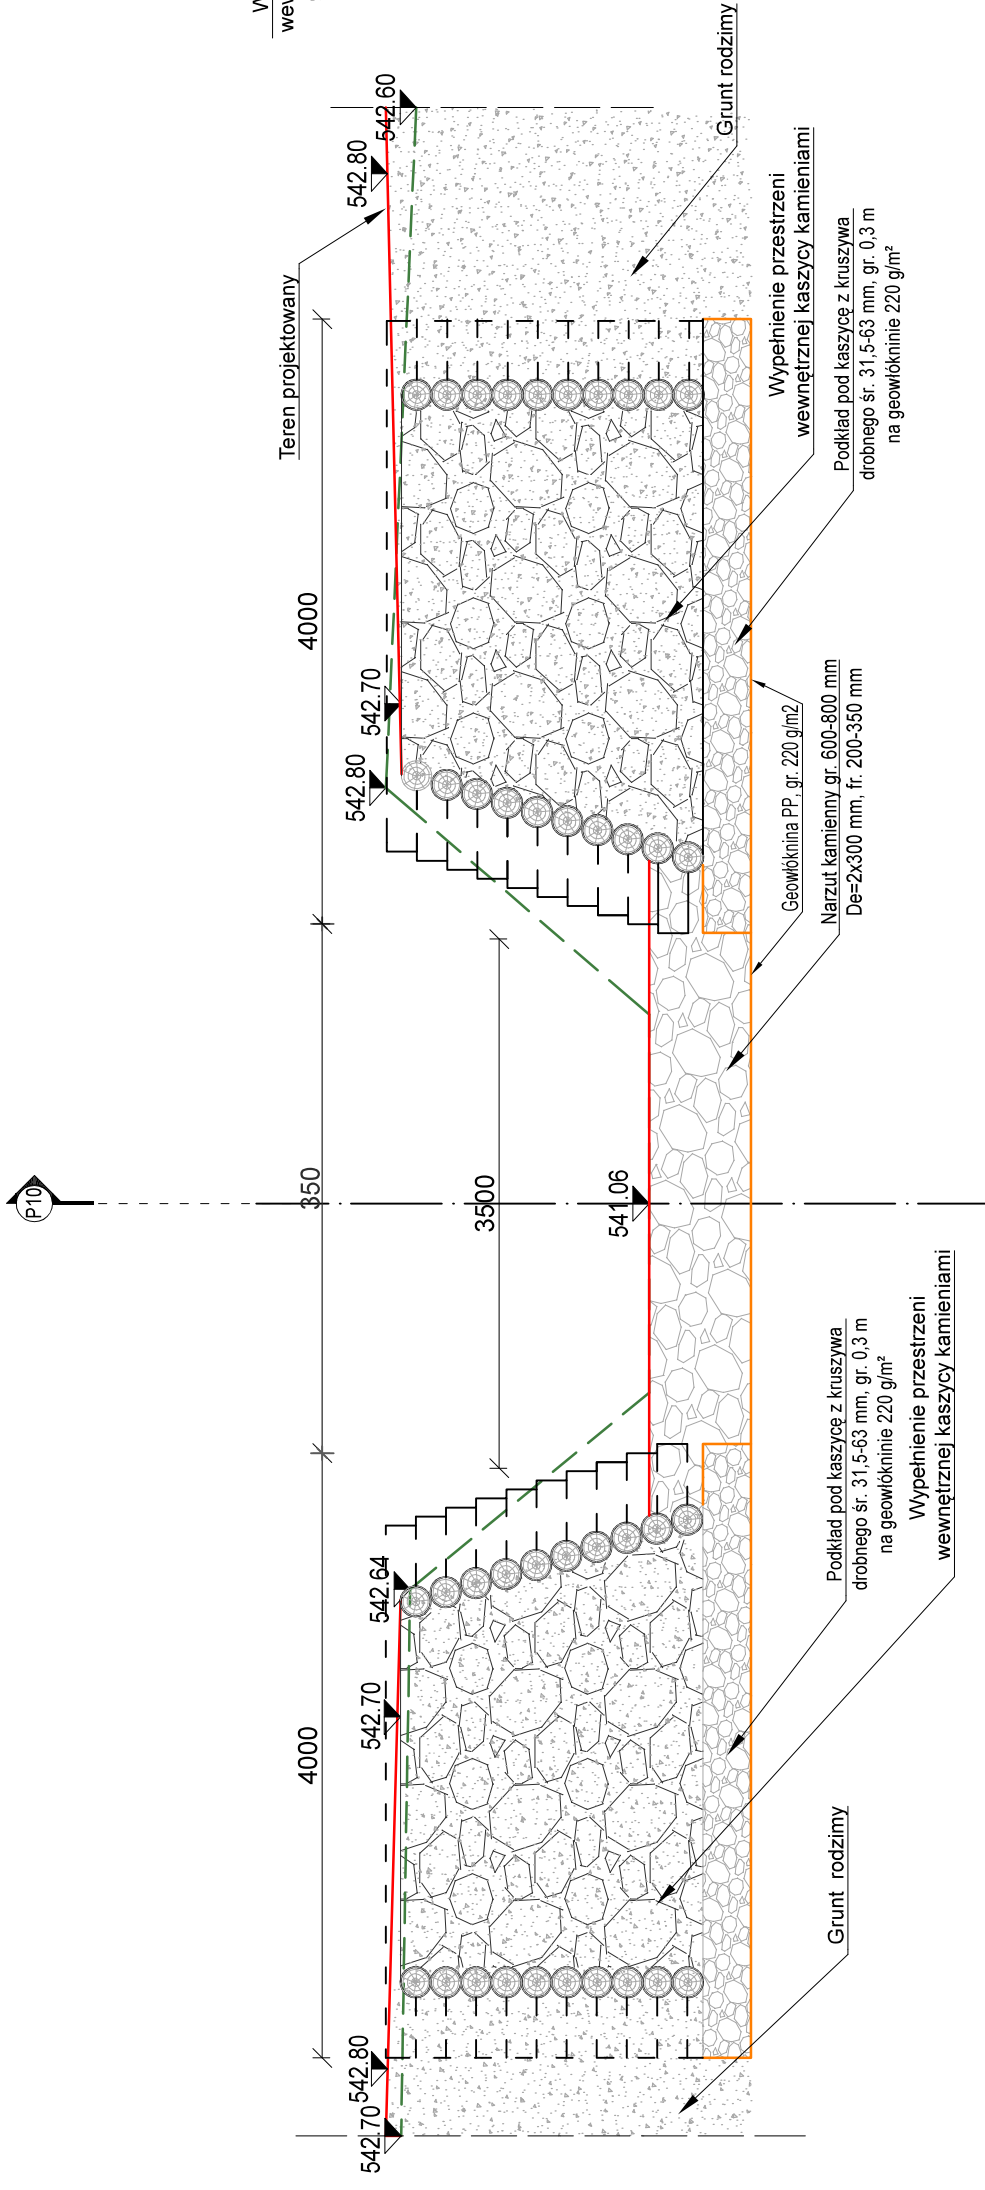 P10
W
wew
4000
350
4000
3500
542.70
542.80
542.70
542.64
541.06
542.80
542.70
542.80
542.60
Teren projektowany
Grunt rodzimy
Wypełnienie przestrzeni
wewnętrznej kaszycy kamieniami
Podkład pod kaszycę z kruszywa
drobnego śr. 31,5-63 mm, gr. 0,3 m
na geowłókninie 220 g/m²
Geowłóknina PP, gr. 220 g/m2
Narzut kamienny gr. 600-800 mm
De=2x300 mm, fr. 200-350 mm
Podkład pod kaszycę z kruszywa
drobnego śr. 31,5-63 mm, gr. 0,3 m
na geowłókninie 220 g/m²
Wypełnienie przestrzeni
wewnętrznej kaszycy kamieniami
Grunt rodzimy